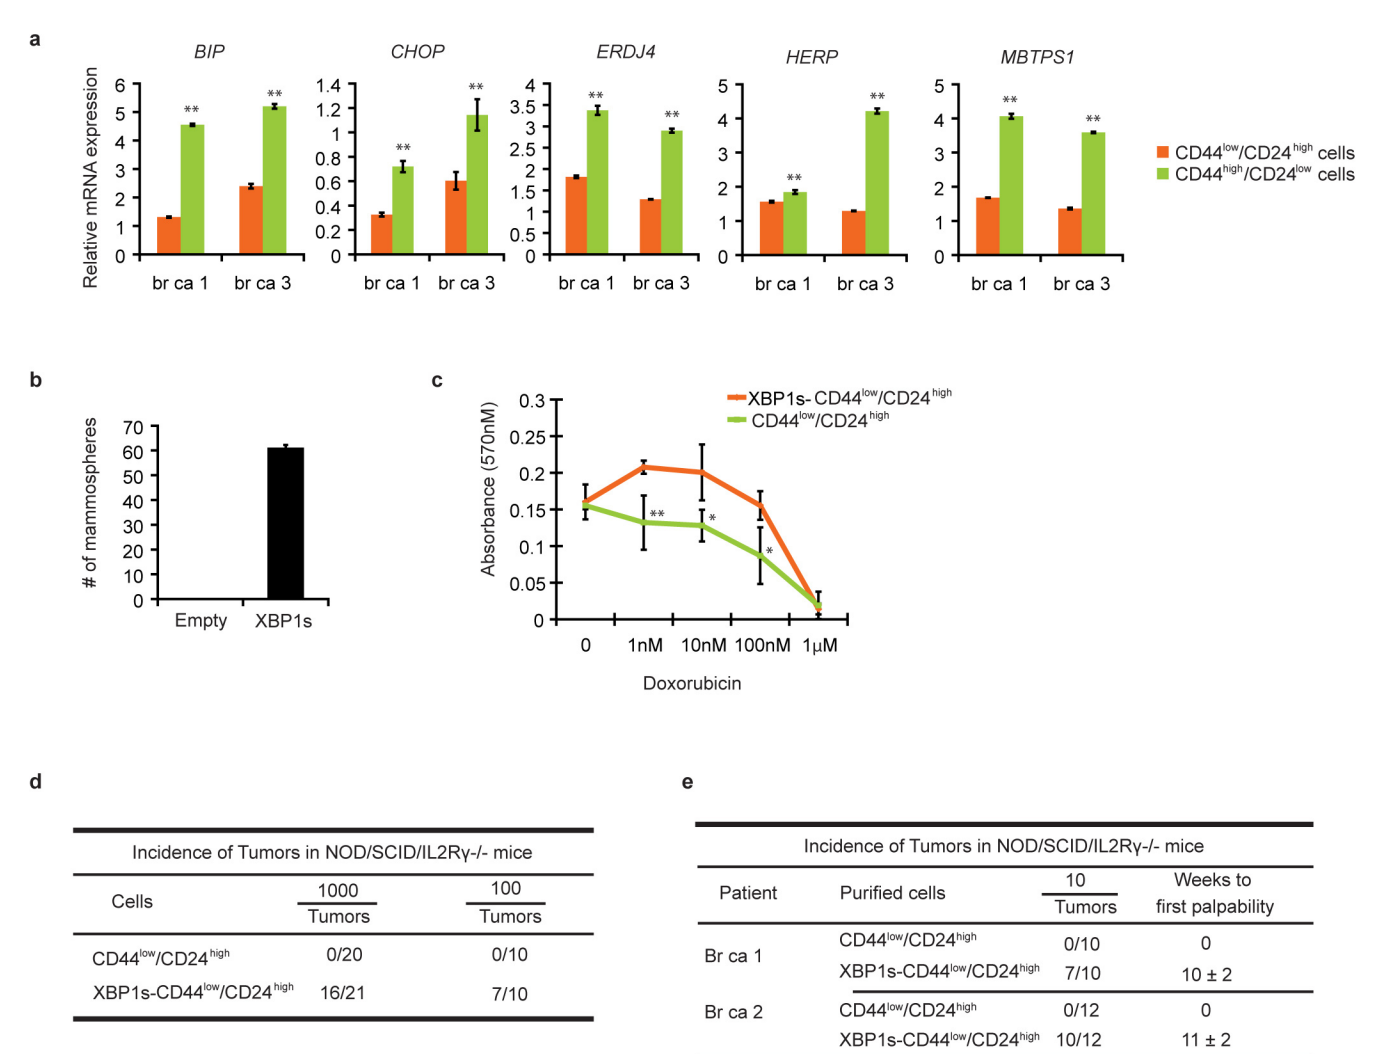 a
BIP
CHOP
ERDJ4
HERP
MBTPS1
Relative mRNA expression
6
5
4
3
2
1
0
br ca 1 br ca 3
1.4
1.2
1
0.8
0.6
0.4
0.2
0
br ca 1 br ca 3
4
3.5
3
2.5
2
1.5
1
0.5
0
br ca 1 br ca 3
5
4
3
2
1
0
br ca 1 br ca 3
5
4
3
2
1
0
br ca 1 br ca 3
** **
** **
** **
** **
** **
CD44low/CD24high cells
CD44high/CD24low cells
b
# of mammospheres
70
60
50
40
30
20
10
0
Empty XBP1s
c
Absorbance (570nM)
0.3
0.25
0.2
0.15
0.1
0.05
0
XBP1s- CD44low/CD24high
CD44low/CD24high
** * *
0 1nM 10nM 100nM 1µM
Doxorubicin
d
Incidence of Tumors in NOD/SCID/IL2Rγ-/- mice
Cells 1000 Tumors 100 Tumors
CD44low/CD24high 0/20 0/10
XBP1s-CD44low/CD24high 16/21 7/10
e
Incidence of Tumors in NOD/SCID/IL2Rγ-/- mice
Patient Purified cells 10 Tumors Weeks to first palpability
Br ca 1 CD44low/CD24high 0/10 0
XBP1s-CD44low/CD24high 7/10 10 ± 2
Br ca 2 CD44low/CD24high 0/12 0
XBP1s-CD44low/CD24high 10/12 11 ± 2